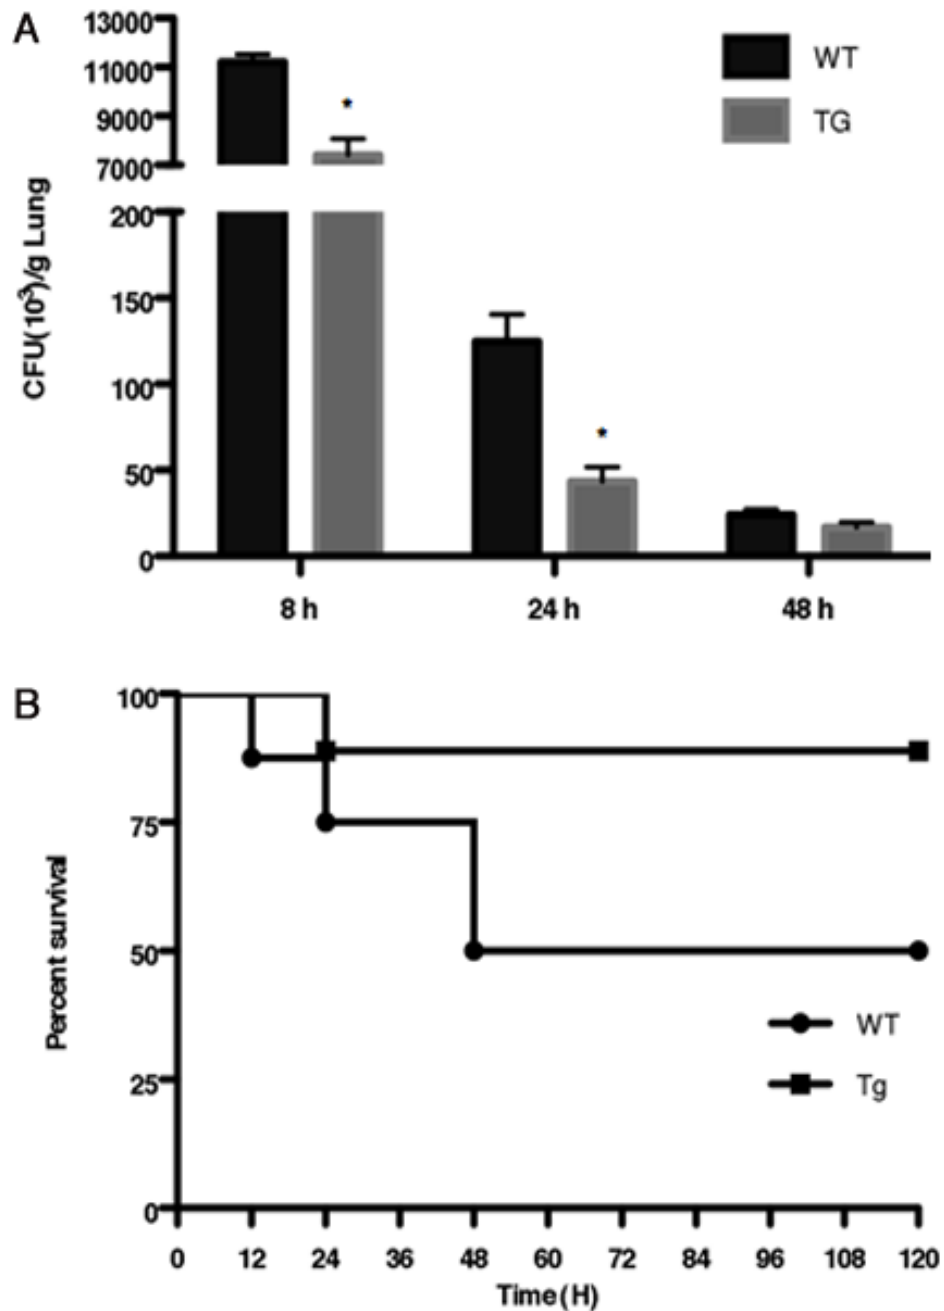 A
13000
11000
9000
7000
200
150
100
50
0
CFU(10³)/g Lung
*
*
WT
TG
8 h
24 h
48 h
B
100
75
50
25
0
Percent survival
WT
Tg
0 12 24 36 48 60 72 84 96 108 120
Time (H)